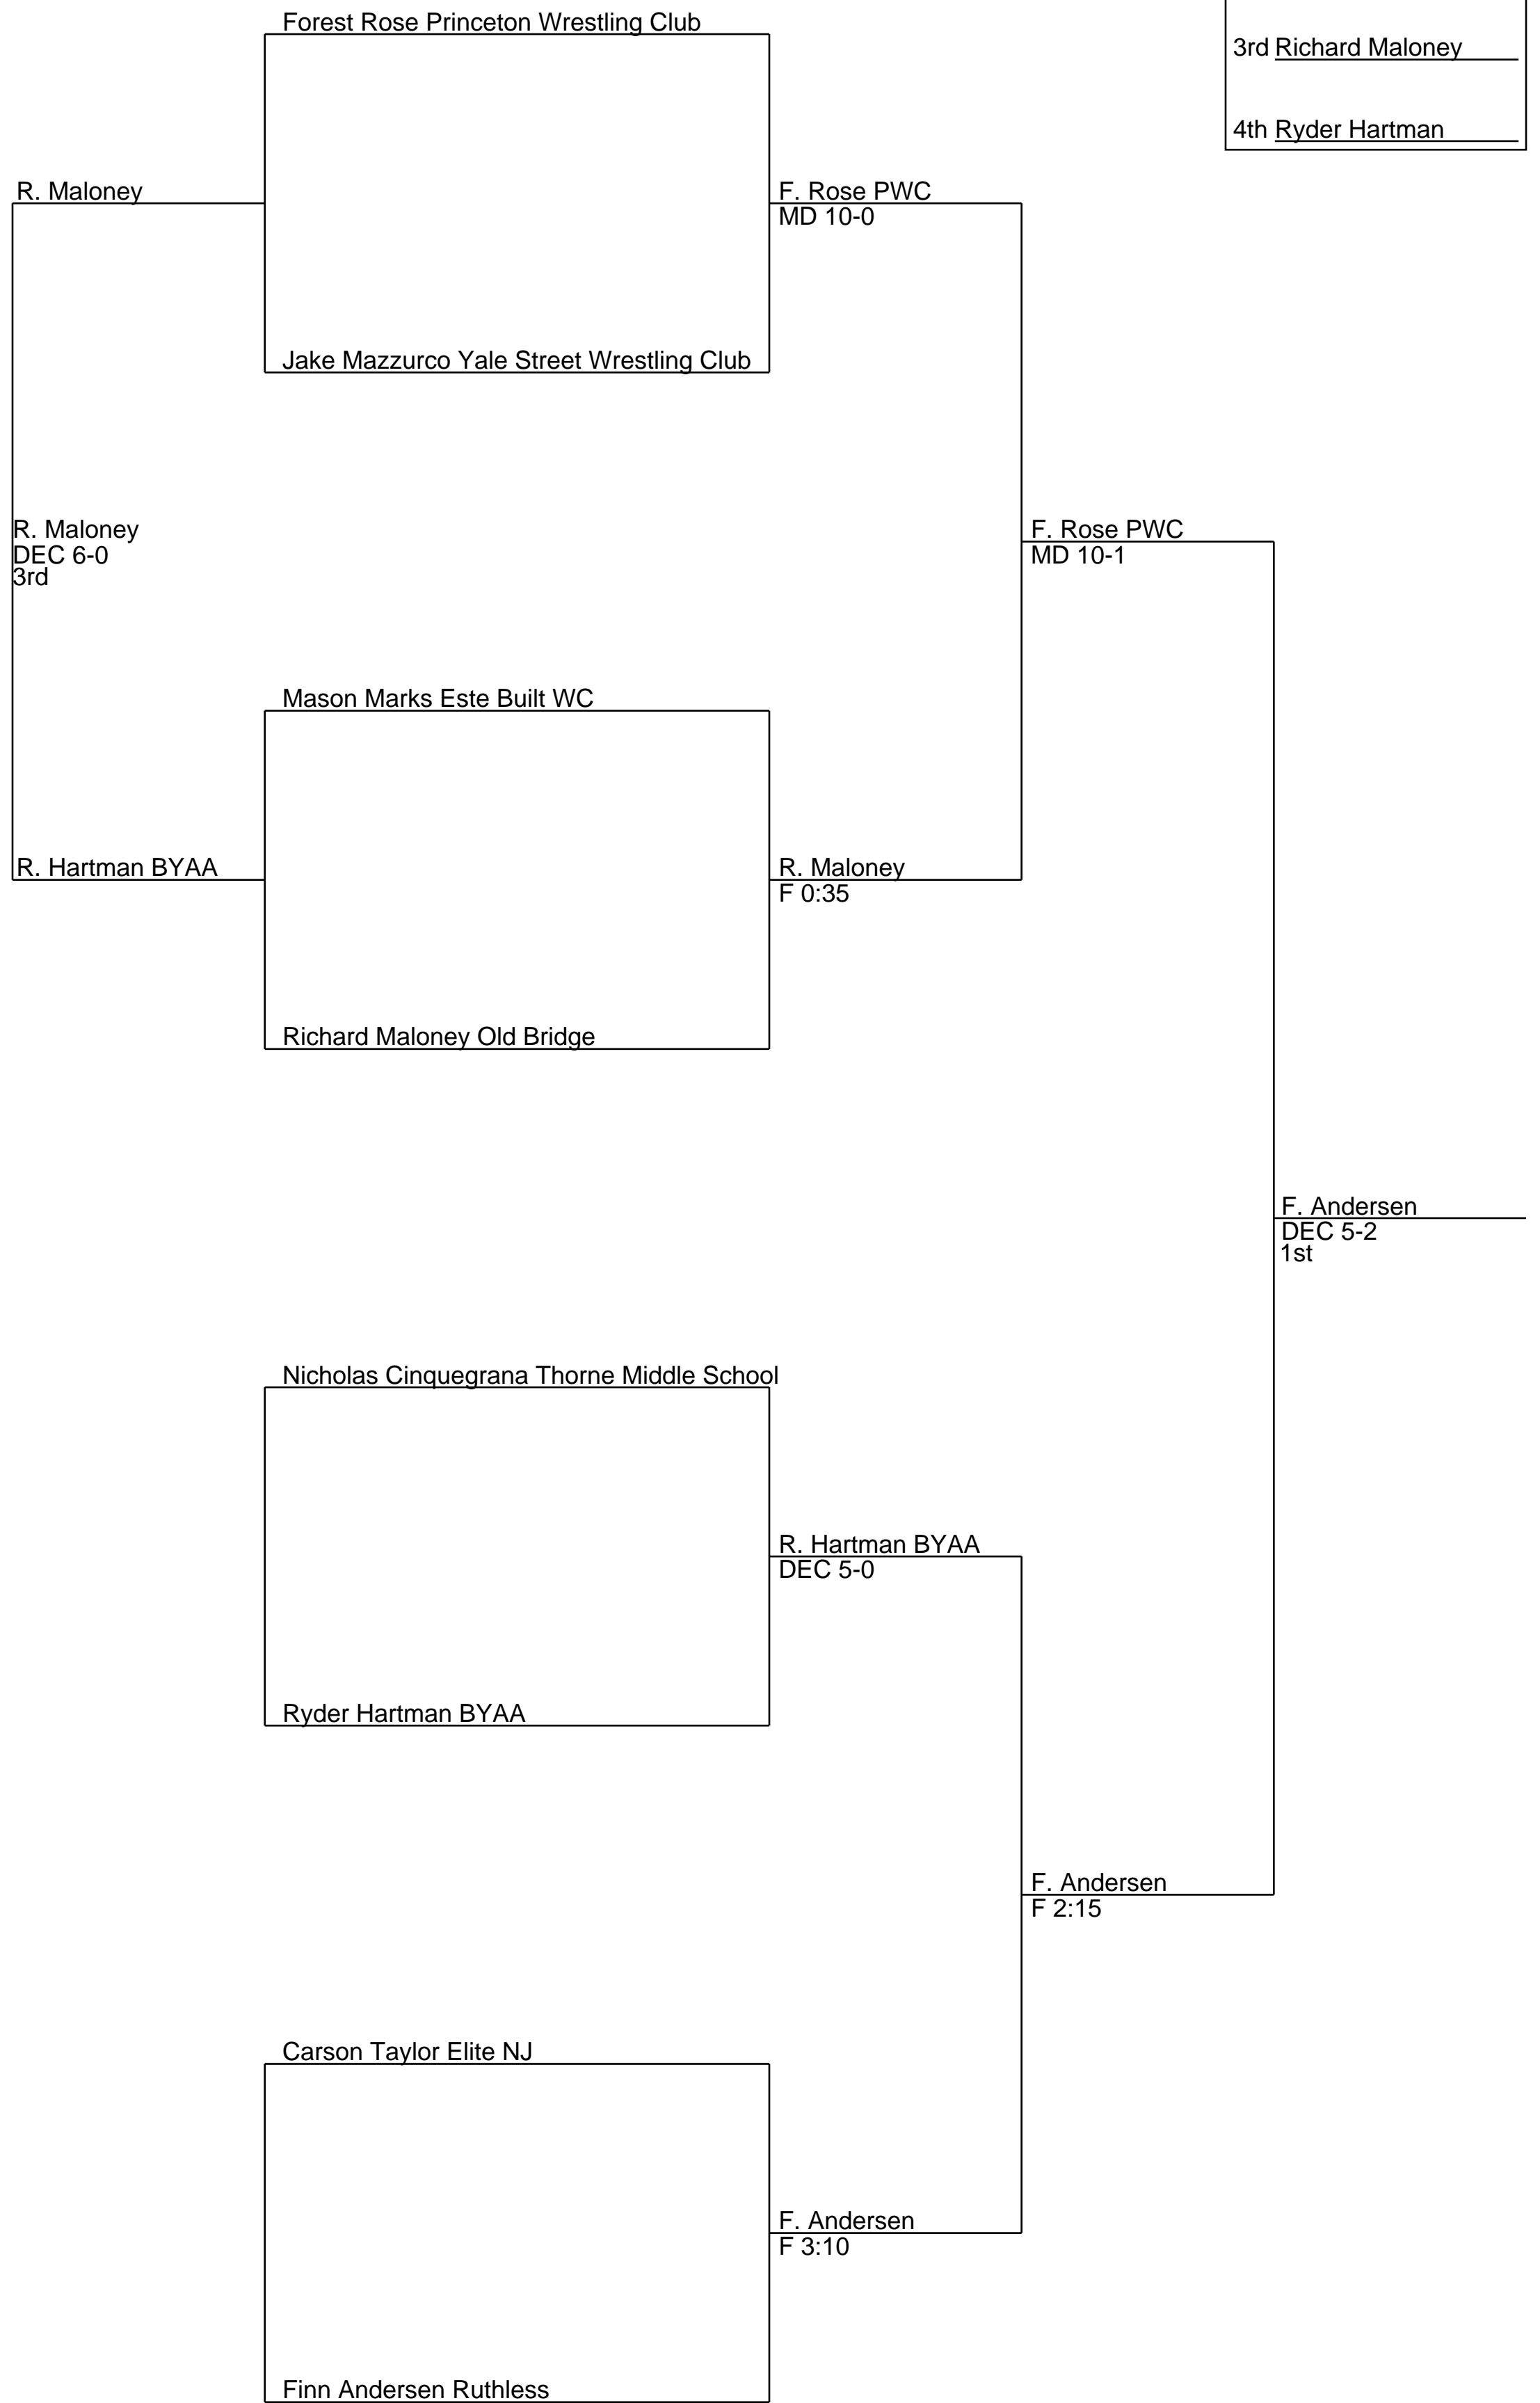 Forest Rose Princeton Wrestling Club
3rd Richard Maloney
4th Ryder Hartman
R. Maloney
F. Rose PWC
MD 10-0
Jake Mazzurco Yale Street Wrestling Club
R. Maloney
DEC 6-0
3rd
F. Rose PWC
MD 10-1
Mason Marks Este Built WC
R. Hartman BYAA
R. Maloney
F 0:35
Richard Maloney Old Bridge
F. Andersen
DEC 5-2
1st
Nicholas Cinquegrana Thorne Middle School
R. Hartman BYAA
DEC 5-0
Ryder Hartman BYAA
F. Andersen
F 2:15
Carson Taylor Elite NJ
F. Andersen
F 3:10
Finn Andersen Ruthless